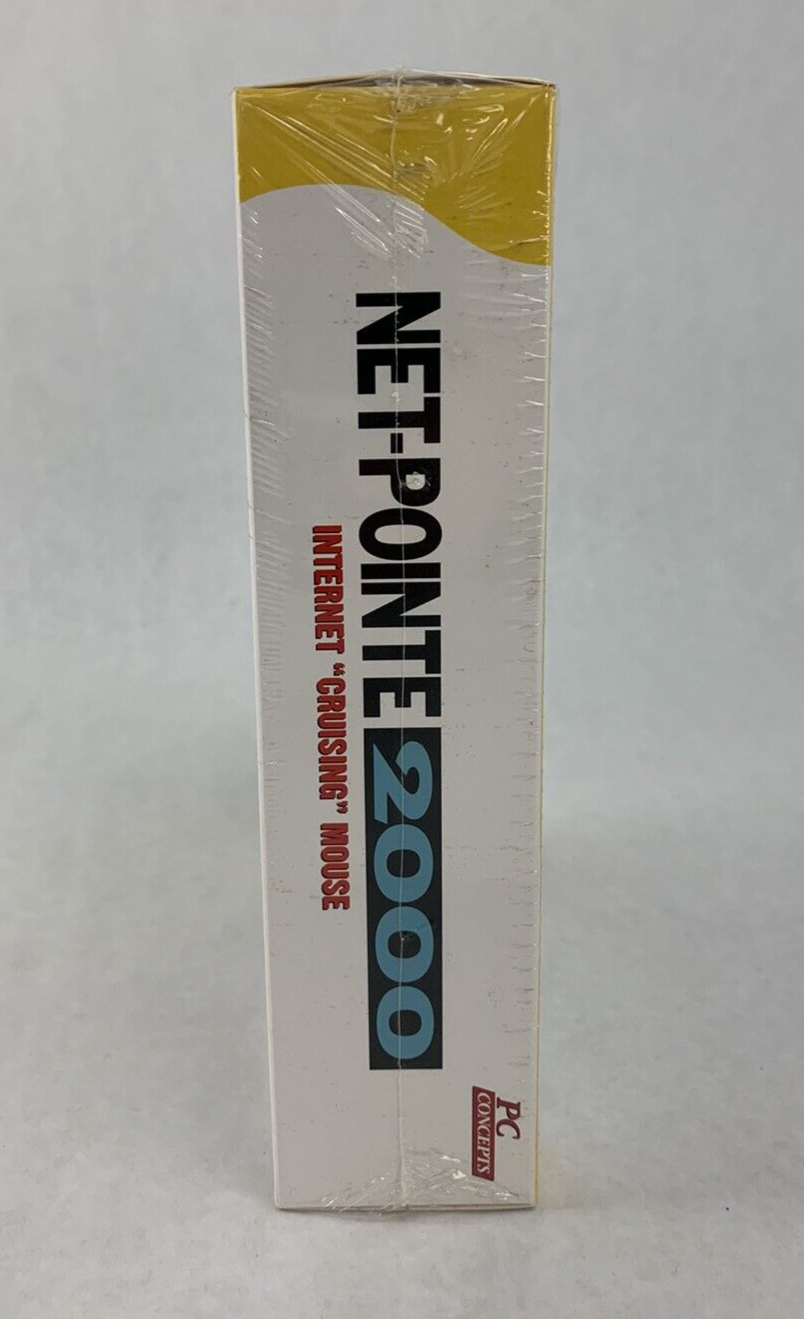 NET-POINTE 2000
INTERNET “CRUISING” MOUSE
PC
CONCEPTS